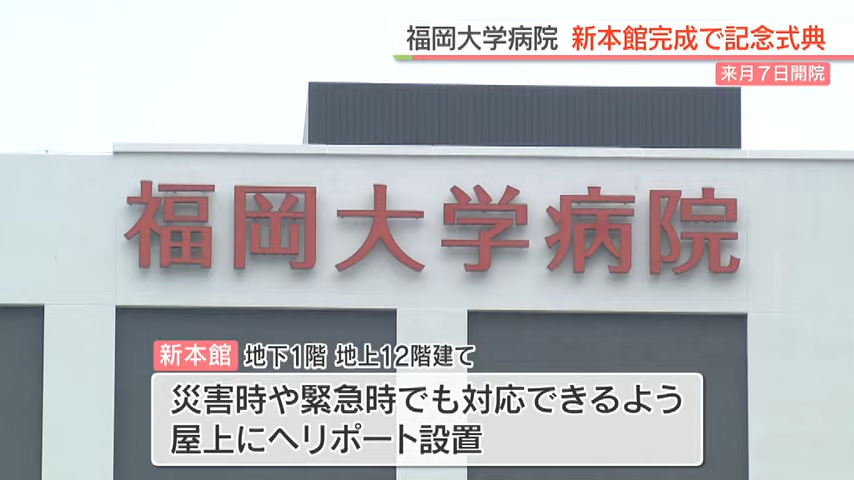 福岡大学病院 新本館完成で記念式典
来月7日開院
福岡大学病院
新本館 地下1階 地上12階建て
災害時や緊急時でも対応できるよう
屋上にヘリポート設置